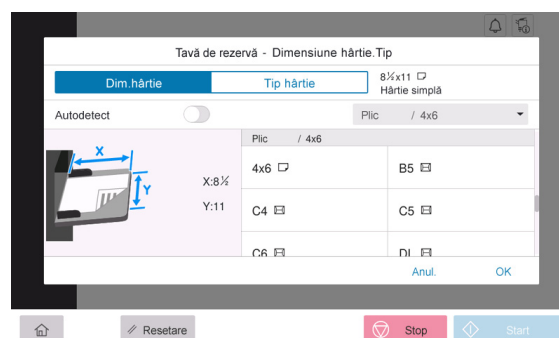 Tavă de rezervă - Dimensiune hârtie.Tip
Dim.hârtie
Tip hârtie
8½x11
Hârtie simplă
Autodetect
Plic / 4x6
Plic / 4x6
X
Y
X:8½
Y:11
4x6
B5
C4
C5
C6
DL
Anul.
OK
Resetare
Stop
Start